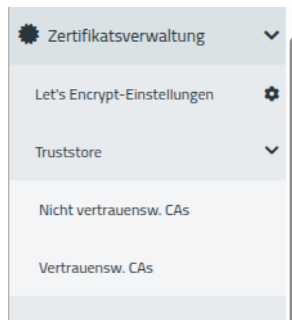 Zertifikatsverwaltung
Let's Encrypt-Einstellungen
Truststore
Nicht vertrauensw. CAs
Vertrauensw. CAs